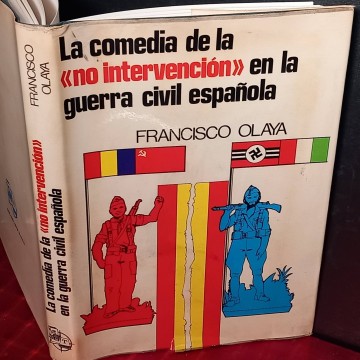 La comedia de la
«no intervención» en la
guerra civil española
FRANCISCO OLAYA
FRANCISCO
OLAYA
La comedia de la «no intervención»
en la guerra civil española